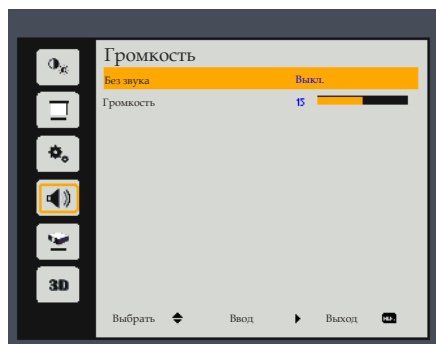 Громкость
Без звука Выкл.
Громкость 15
3D
Выбрать Ввод Выход